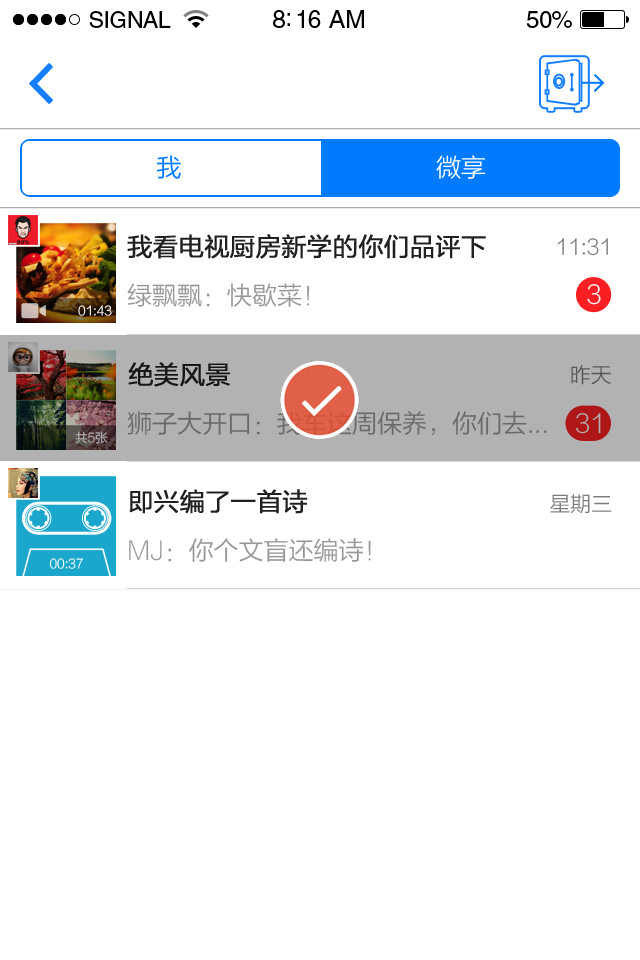 SIGNAL 8:16 AM 50%
我 微享
我看电视厨房新学的你们品评下 11:31
绿飘飘：快歇菜！ 3
01:43
绝美风景 昨天
狮子大开口：我车这周保养，你们去... 31
共5张
即兴编了一首诗 星期三
MJ：你个文盲还编诗！
00:37